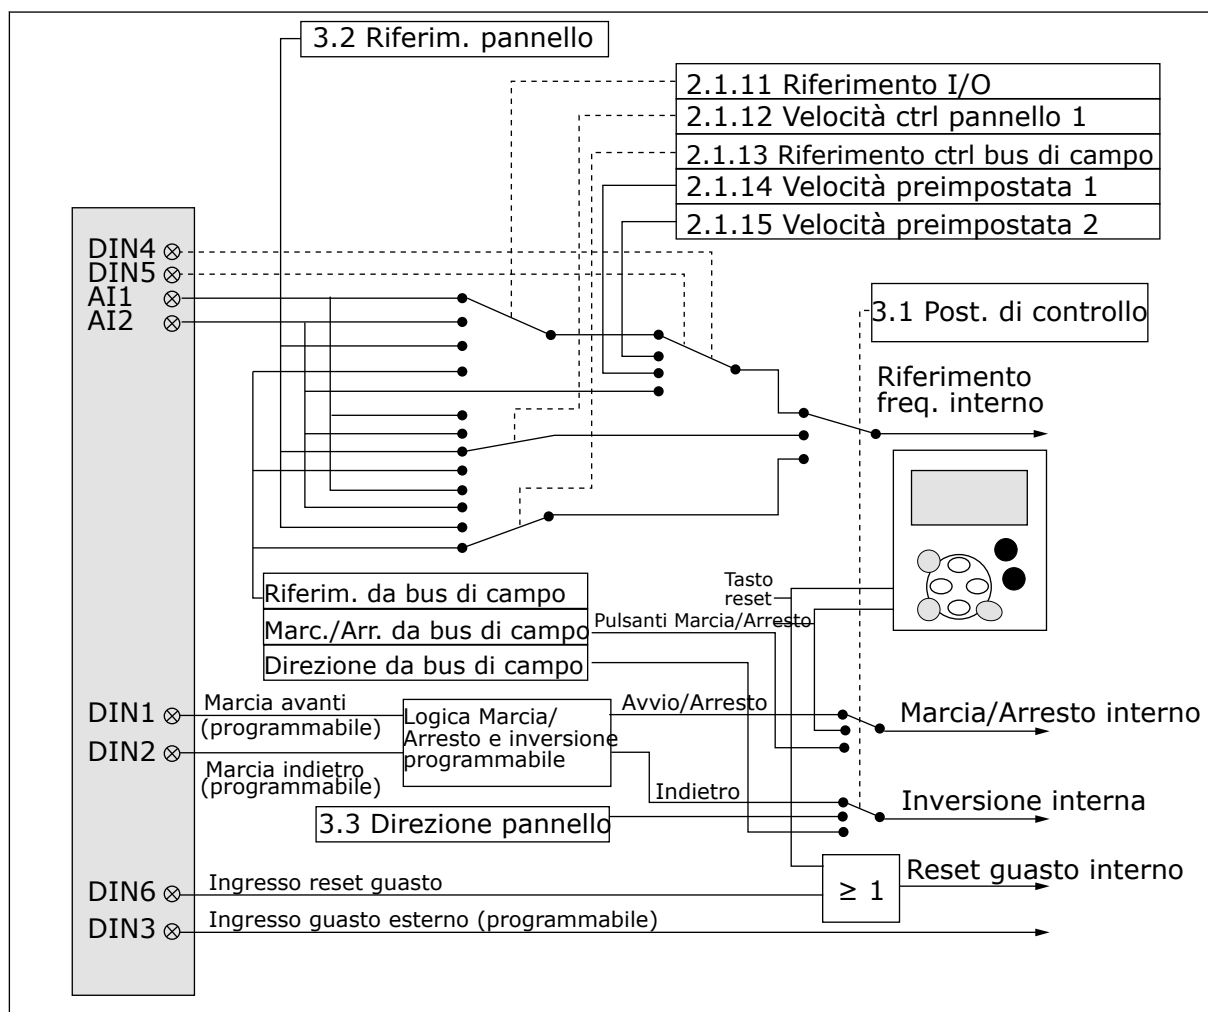 3.2 Riferim. pannello
2.1.11 Riferimento I/O
2.1.12 Velocità ctrl pannello 1
2.1.13 Riferimento ctrl bus di campo
2.1.14 Velocità preimpostata 1
2.1.15 Velocità preimpostata 2
DIN4
DIN5
AI1
AI2
3.1 Post. di controllo
Riferimento
freq. interno
Riferim. da bus di campo
Marc./Arr. da bus di campo
Direzione da bus di campo
Tasto
reset
Pulsanti Marcia/Arresto
DIN1
Marcia avanti
(programmabile)
DIN2
Marcia indietro
(programmabile)
Logica Marcia/
Arresto e inversione
programmabile
Avvio/Arresto
Marcia/Arresto interno
Indietro
Inversione interna
3.3 Direzione pannello
DIN6
Ingresso reset guasto
≥ 1
Reset guasto interno
DIN3
Ingresso guasto esterno (programmabile)